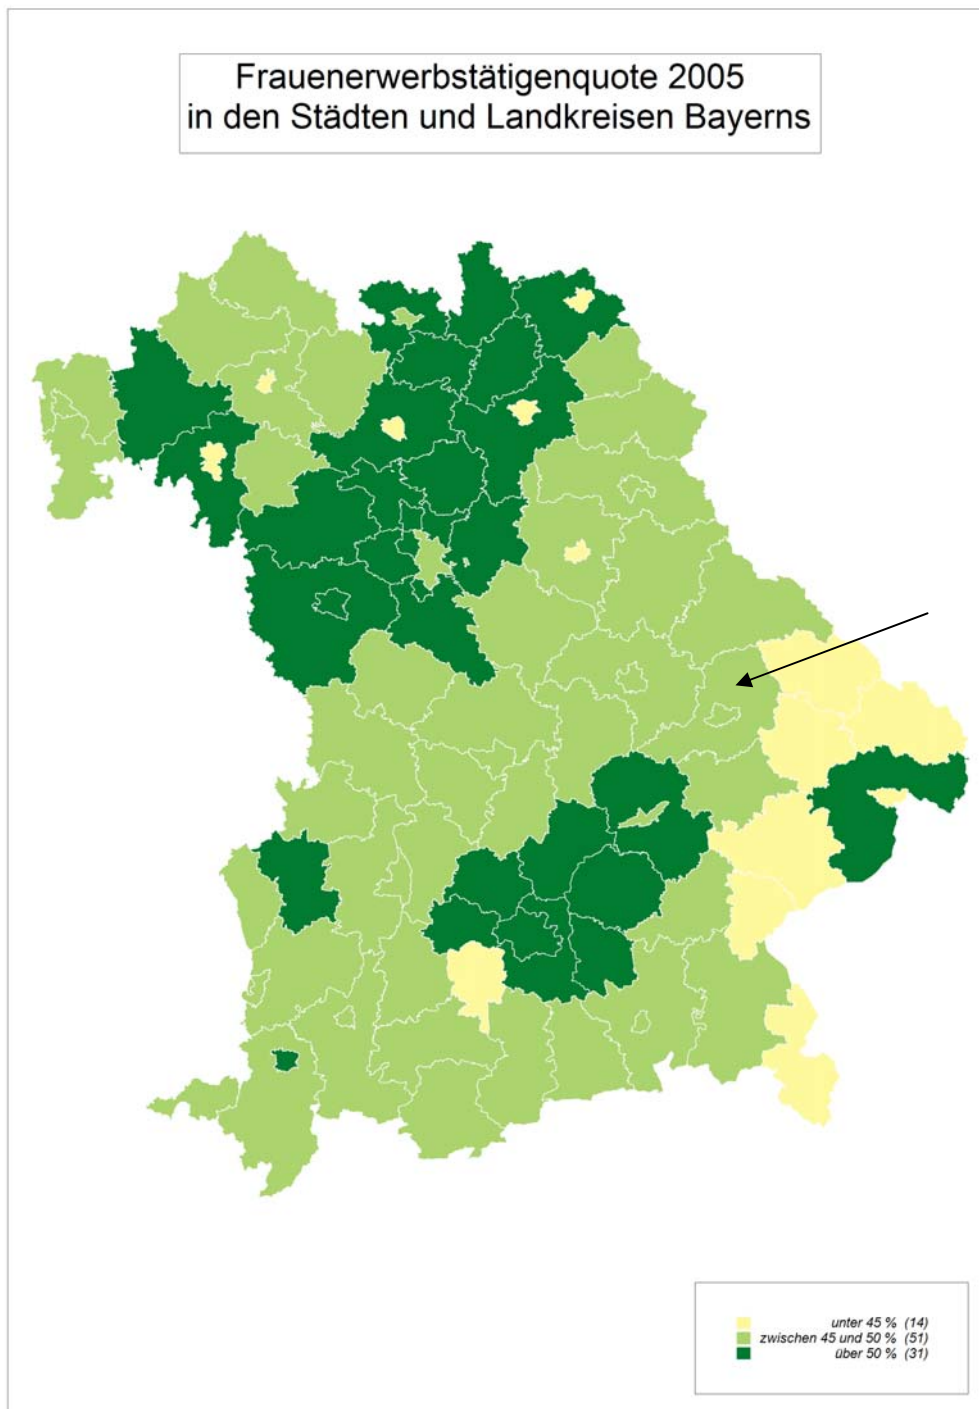 Frauenerwerbstätigenquote 2005
in den Städten und Landkreisen Bayerns
unter 45 % (14)
zwischen 45 und 50 % (51)
über 50 % (31)